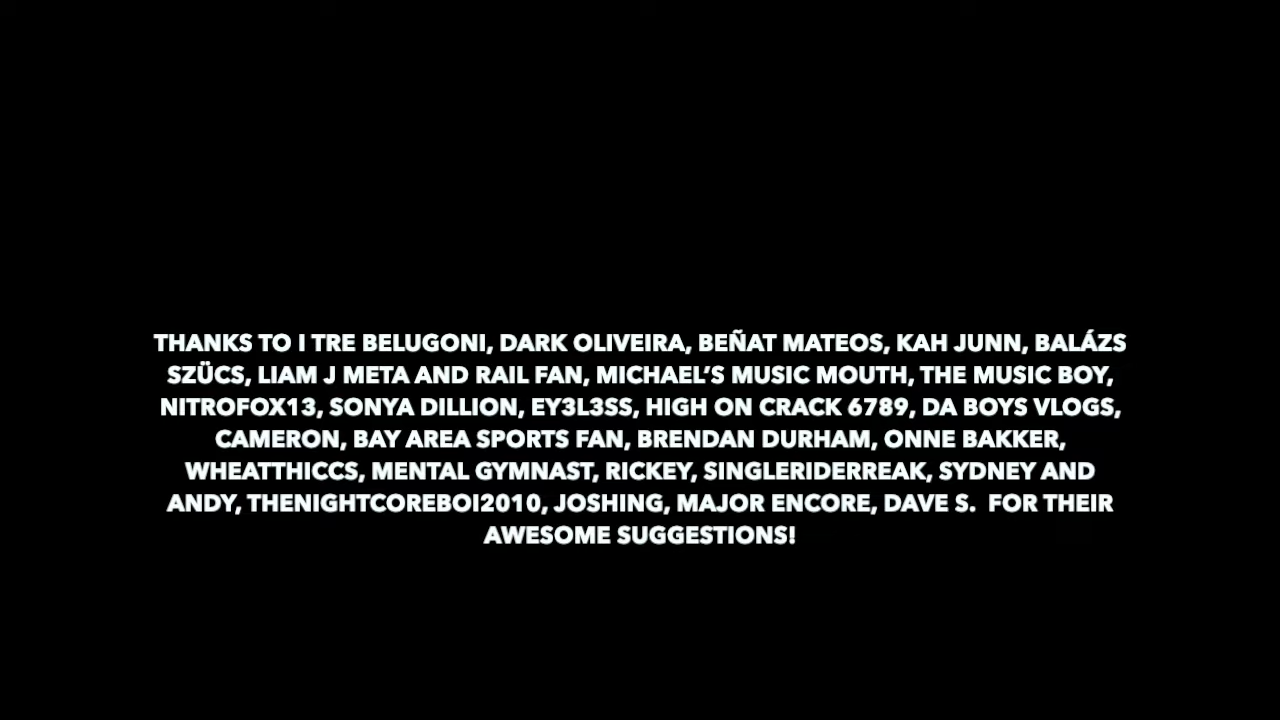 THANKS TO I TRE BELUGONI, DARK OLIVEIRA, BEÑAT MATEOS, KAH JUNN, BALÁZS
SZÜCS, LIAM J META AND RAIL FAN, MICHAEL’S MUSIC MOUTH, THE MUSIC BOY,
NITROFOX13, SONYA DILLION, EY3L3SS, HIGH ON CRACK 6789, DA BOYS VLOGS,
CAMERON, BAY AREA SPORTS FAN, BRENDAN DURHAM, ONNE BAKKER,
WHEATTHICCS, MENTAL GYMNAST, RICKEY, SINGLERIDERREAK, SYDNEY AND
ANDY, THENIGHTCOREBOI2010, JOSHING, MAJOR ENCORE, DAVE S.  FOR THEIR
AWESOME SUGGESTIONS!